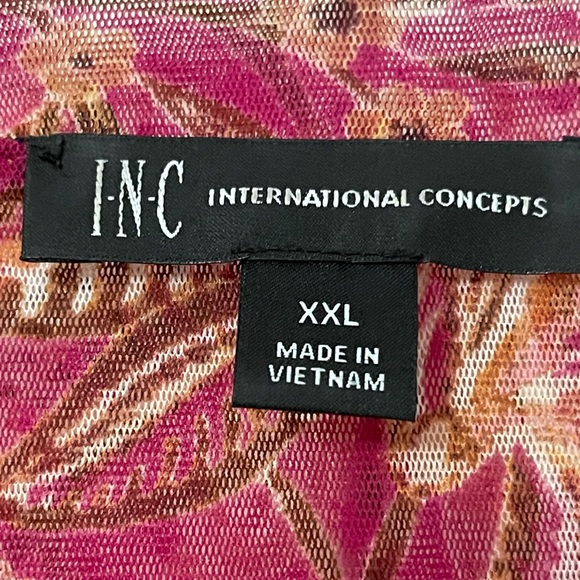 I-N-C INTERNATIONAL CONCEPTS
XXL
MADE IN
VIETNAM